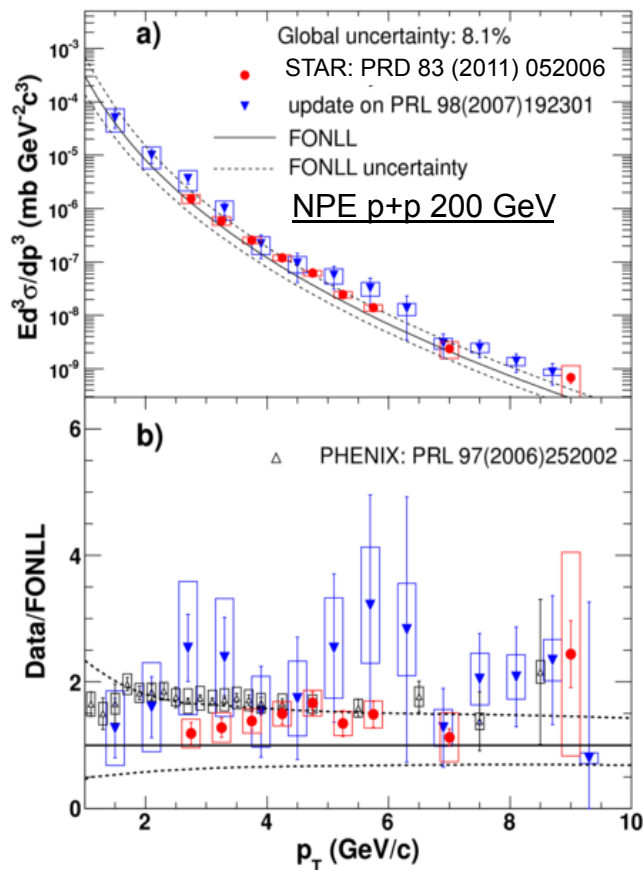 a)
Global uncertainty: 8.1%
STAR: PRD 83 (2011) 052006
update on PRL 98(2007)192301
FONLL
FONLL uncertainty
NPE p+p 200 GeV
Ed³σ/dp³ (mb GeV⁻²c³)
10⁻³
10⁻⁴
10⁻⁵
10⁻⁶
10⁻⁷
10⁻⁸
10⁻⁹
b)
PHENIX: PRL 97(2006)252002
Data/FONLL
6
4
2
0
2 4 6 8 10
p_T (GeV/c)